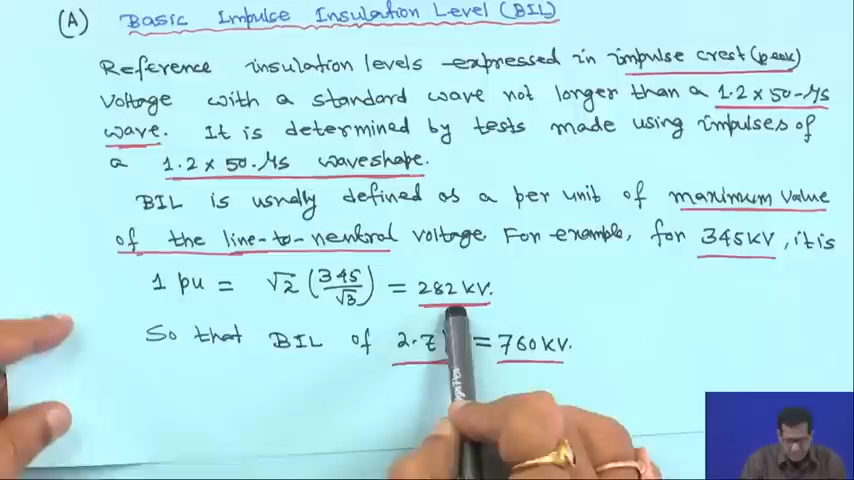 (A) Basic Impulse Insulation Level (BIL)
Reference insulation levels expressed in impulse crest (peak)
voltage with a standard wave not longer than a 1.2 x 50-μs
wave. It is determined by tests made using impulses of
a 1.2 x 50-μs waveshape.
BIL is usually defined as a per unit of maximum value
of the line-to-neutral voltage. For example, for 345KV, it is
1 pu = √2 (345/√3) = 282 KV.
So that BIL of 2.7 = 760 KV.